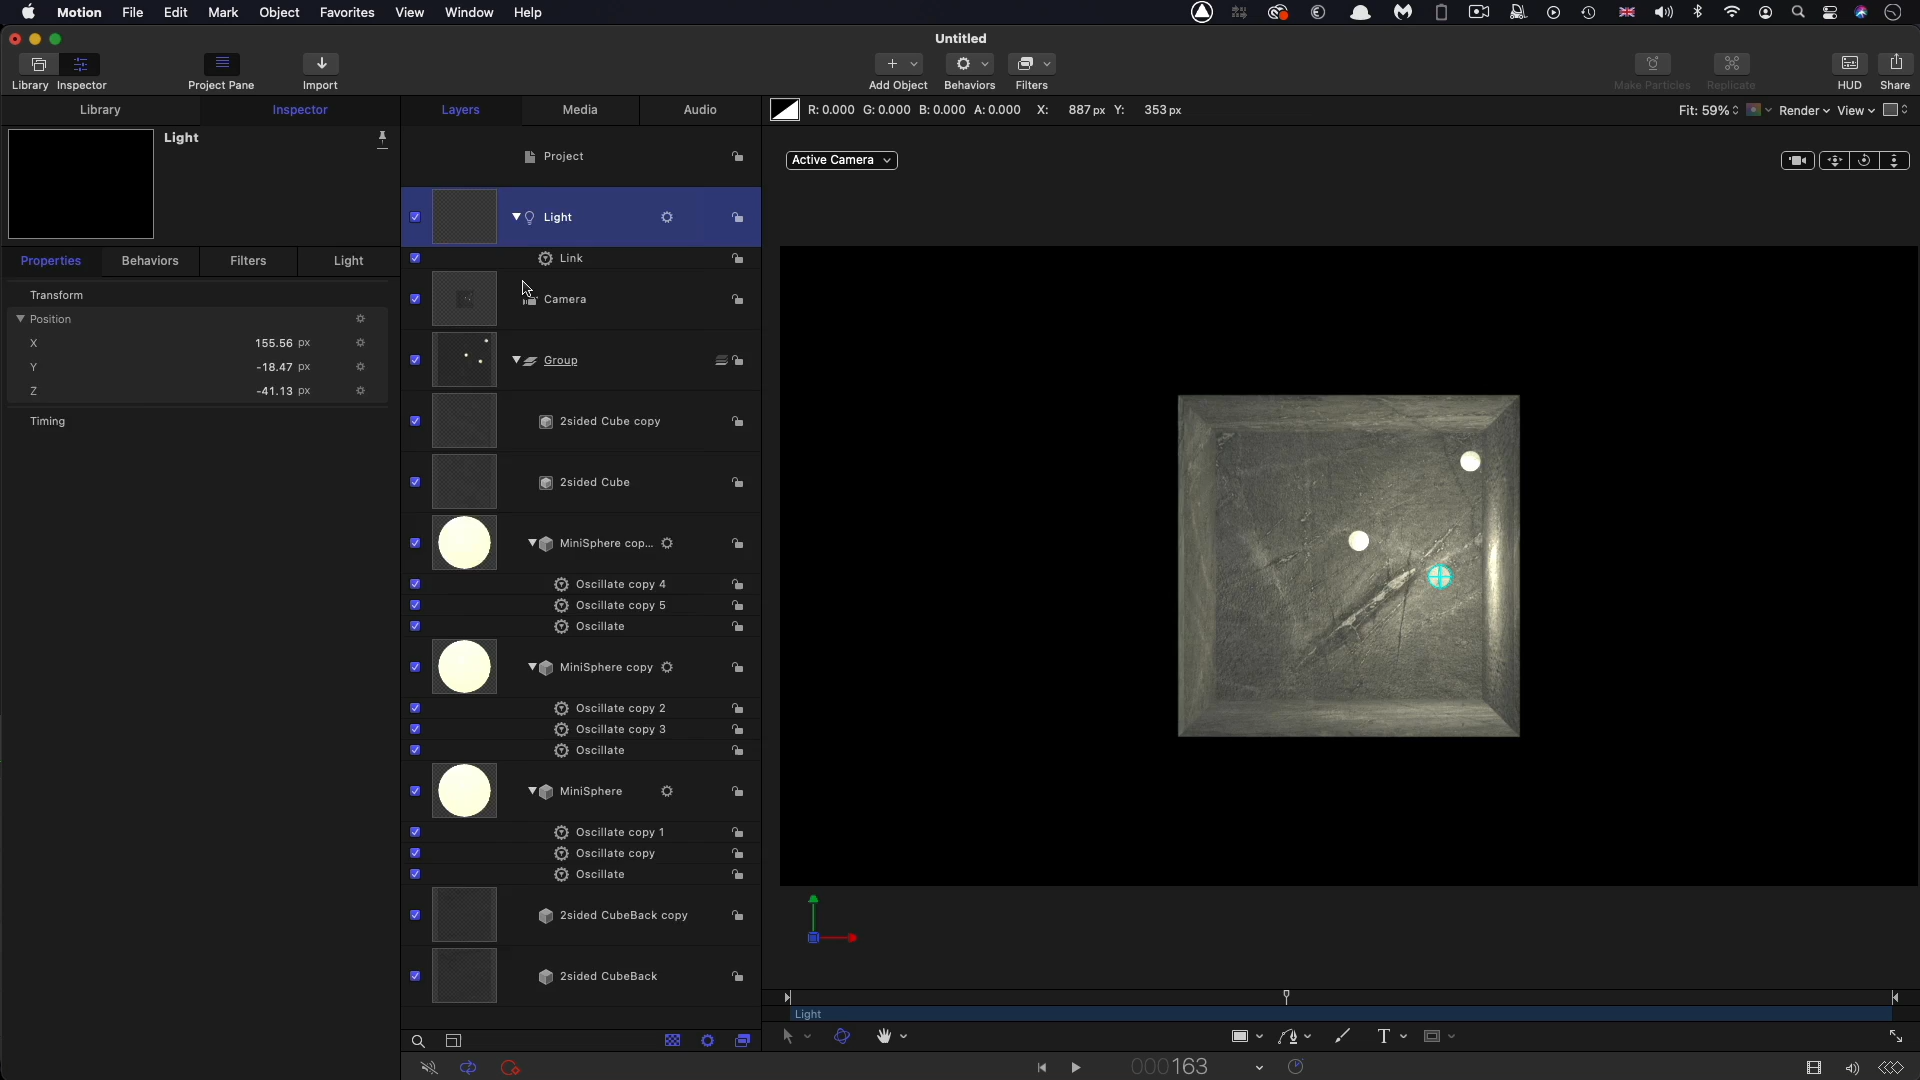 Motion File Edit Mark Object Favorites View Window Help
Untitled
Library Inspector Project Pane Import Add Object Behaviors Filters Make Particles Replicate HUD Share
Library Inspector Layers Media Audio R: 0.000 G: 0.000 B: 0.000 A: 0.000 X: 887 px Y: 353 px Fit: 59% Render View
Light
Project
Active Camera
Light
Properties Behaviors Filters Light
Link
Transform
Camera
Position
X 155.56 px
Y -18.47 px
Z -41.13 px
Group
Timing
2sided Cube copy
2sided Cube
MiniSphere cop...
Oscillate copy 4
Oscillate copy 5
Oscillate
MiniSphere copy
Oscillate copy 2
Oscillate copy 3
Oscillate
MiniSphere
Oscillate copy 1
Oscillate copy
Oscillate
2sided CubeBack copy
2sided CubeBack
Light
T
000163